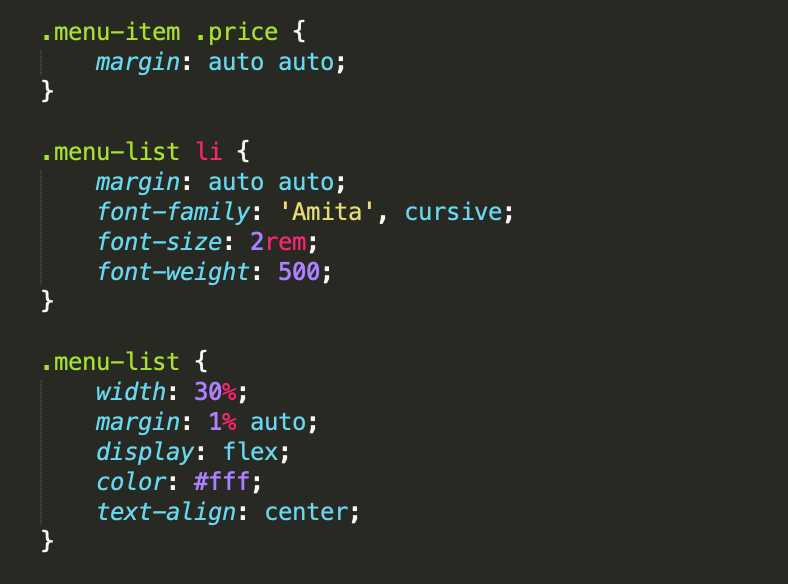 .menu-item .price {
    margin: auto auto;
}

.menu-list li {
    margin: auto auto;
    font-family: 'Amita', cursive;
    font-size: 2rem;
    font-weight: 500;
}

.menu-list {
    width: 30%;
    margin: 1% auto;
    display: flex;
    color: #fff;
    text-align: center;
}